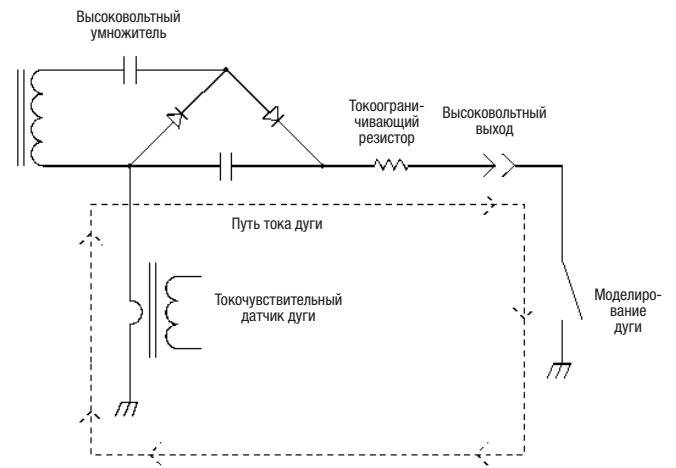 Высоковольтный
умножитель
Токоограни-
чивающий
резистор
Высоковольтный
выход
Путь тока дуги
Токочувствительный
датчик дуги
Моделиро-
вание
дуги